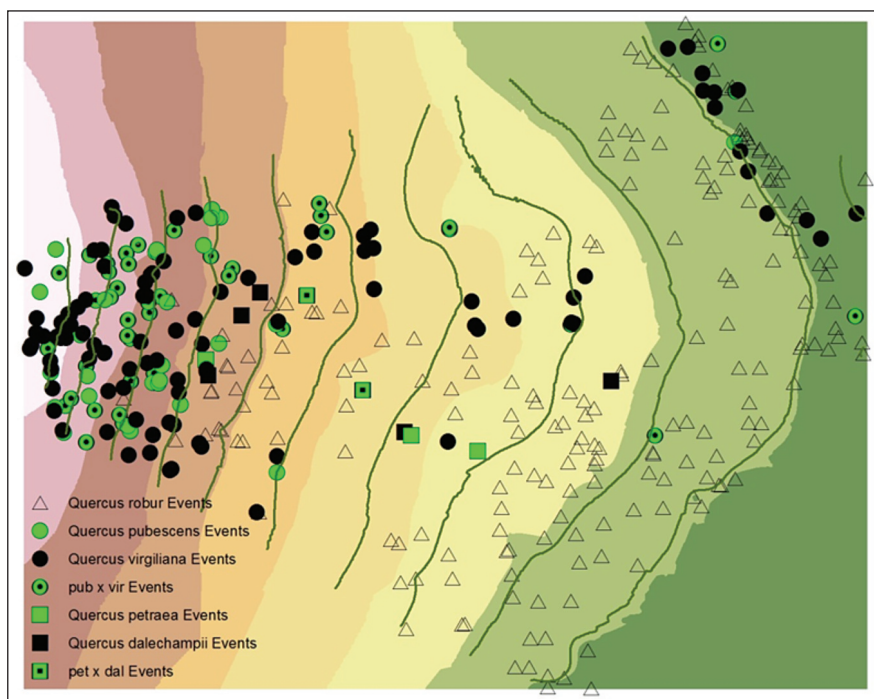 Quercus robur Events
Quercus pubescens Events
Quercus virgiliana Events
pub x vir Events
Quercus petraea Events
Quercus dalechampii Events
pet x dal Events